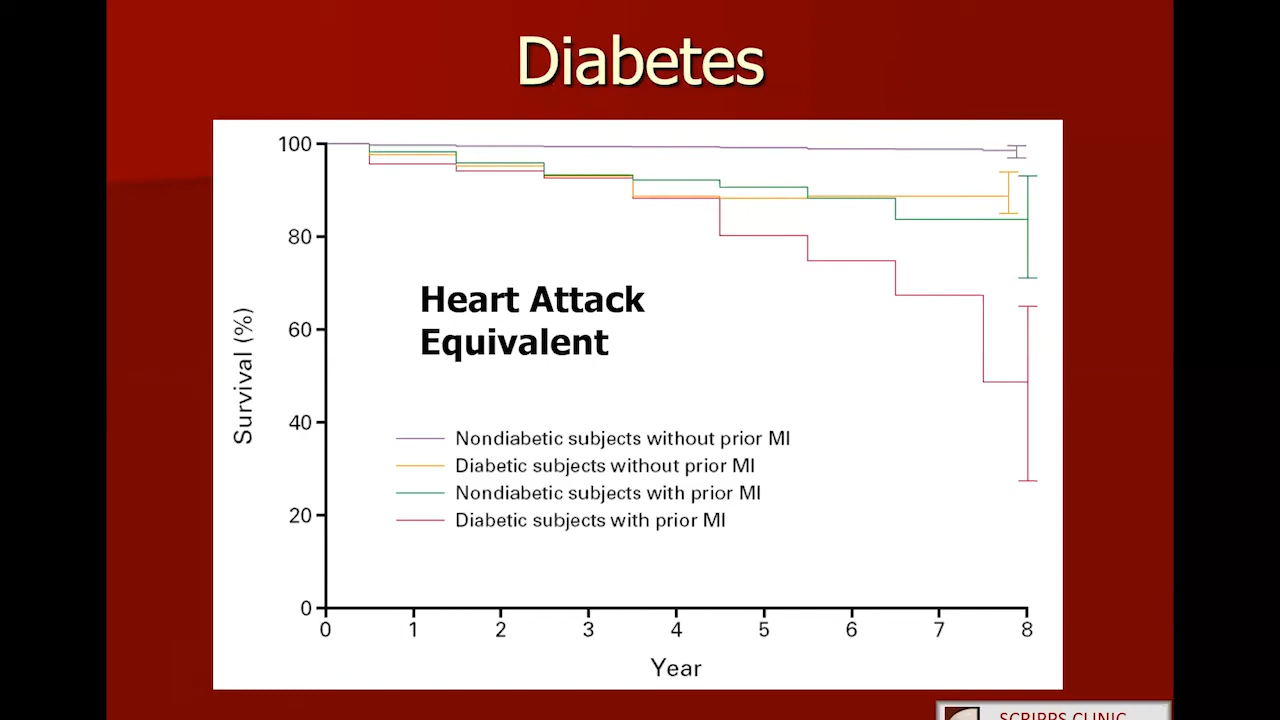 Diabetes
100
80
60
40
20
0
Survival (%)
Heart Attack
Equivalent
Nondiabetic subjects without prior MI
Diabetic subjects without prior MI
Nondiabetic subjects with prior MI
Diabetic subjects with prior MI
0 1 2 3 4 5 6 7 8
Year
SCRIPPS CLINIC